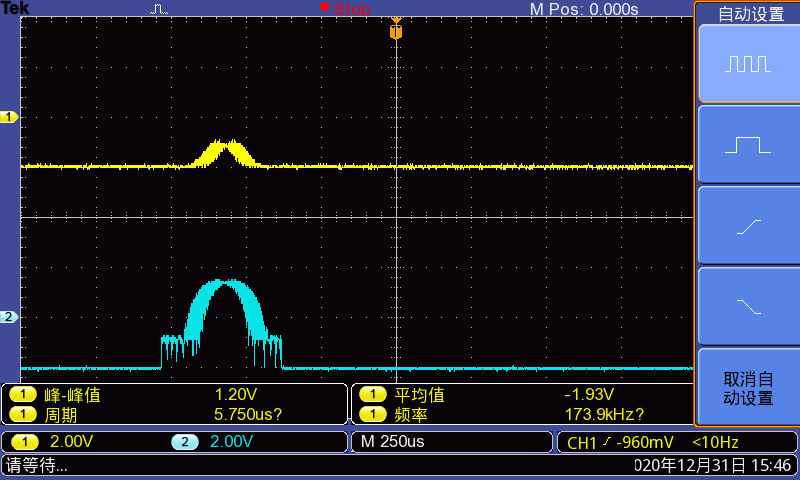 Tek Stop M Pos: 0.000s
自动设置
1
2
取消自
动设置
1 峰-峰值 1.20V 1 平均值 -1.93V
1 周期 5.750us? 1 频率 173.9kHz?
1 2.00V 2 2.00V M 250us CH1 -960mV <10Hz
请等待... 020年12月31日 15:46